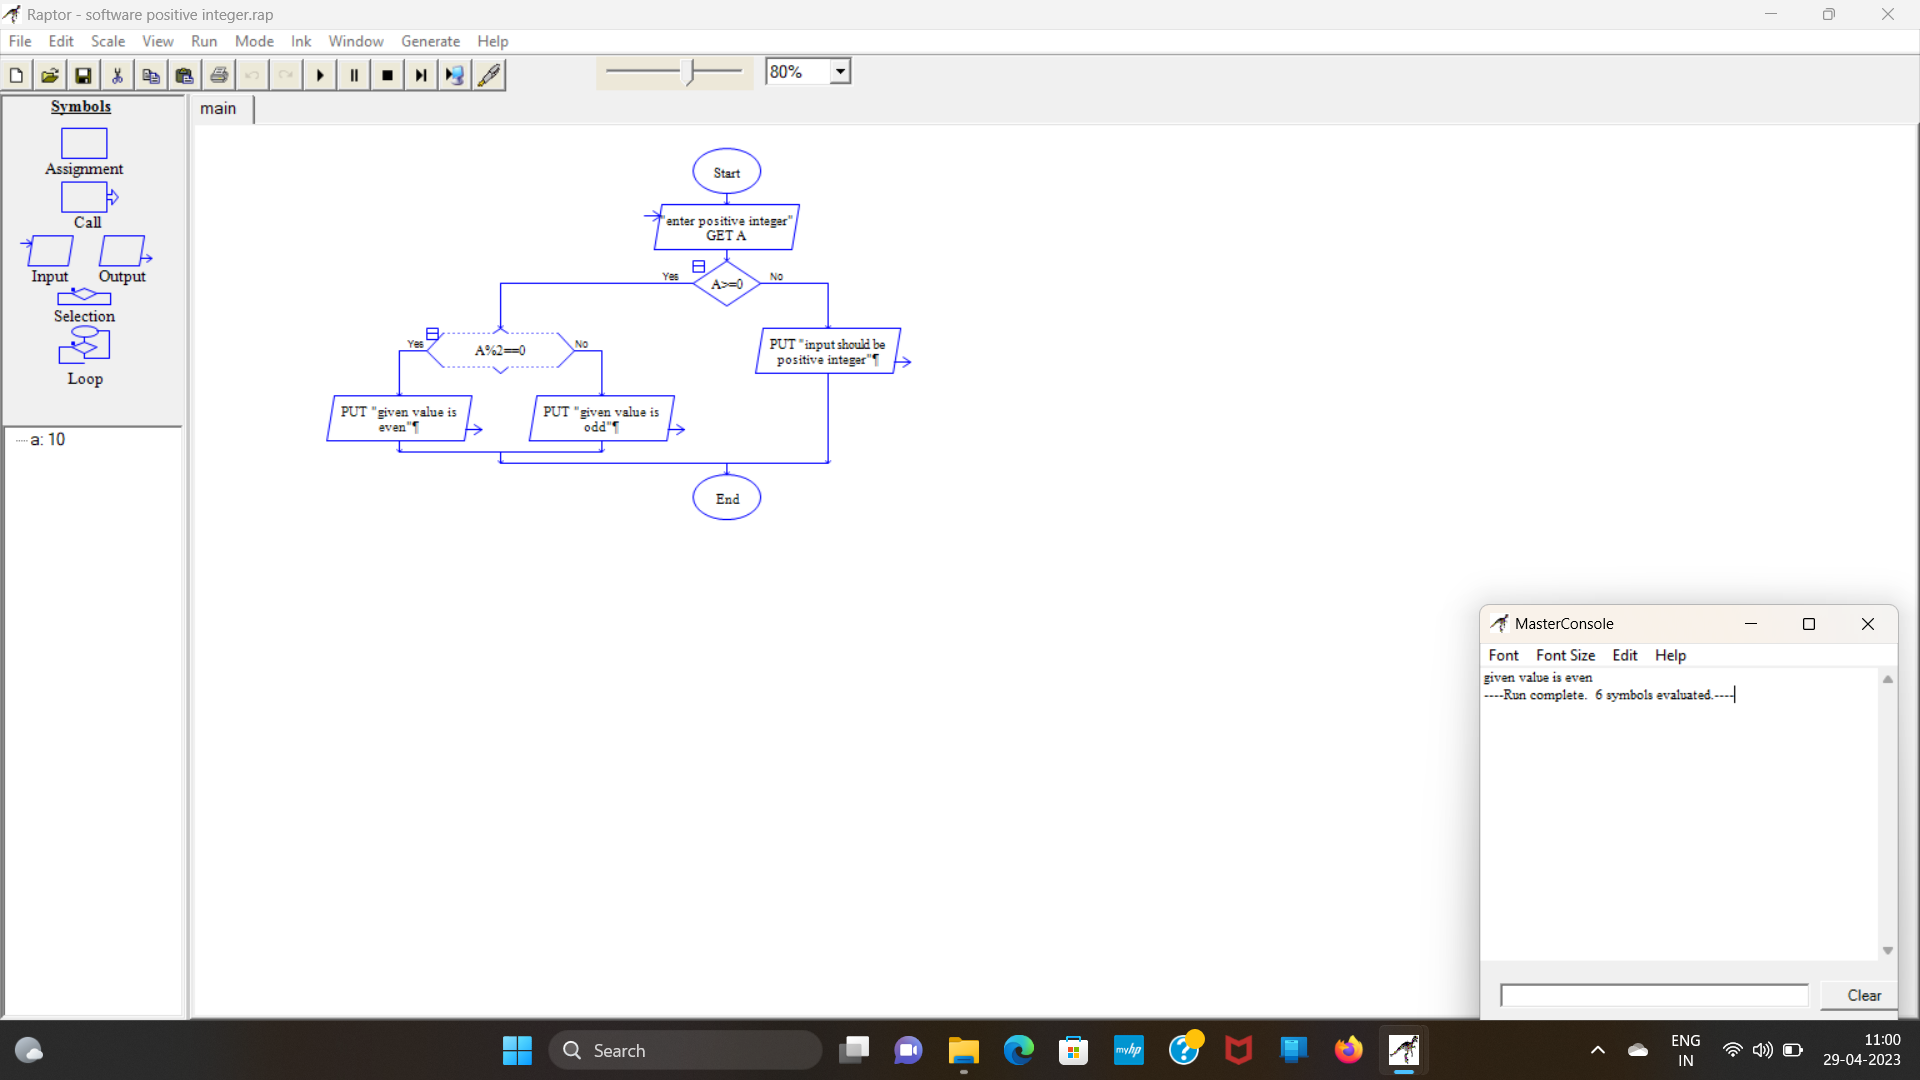 Raptor - software positive integer.rap
File Edit Scale View Run Mode Ink Window Generate Help
80%
Symbols
Assignment
Call
Input Output
Selection
Loop
a: 10
main
Start
"enter positive integer"
GET A
Yes A>=0 No
Yes A%2==0 No
PUT "input should be
positive integer"¶
PUT "given value is
even"¶
PUT "given value is
odd"¶
End
MasterConsole
Font Font Size Edit Help
given value is even
----Run complete. 6 symbols evaluated.----
Clear
Search
myhp
ENG
IN
11:00
29-04-2023